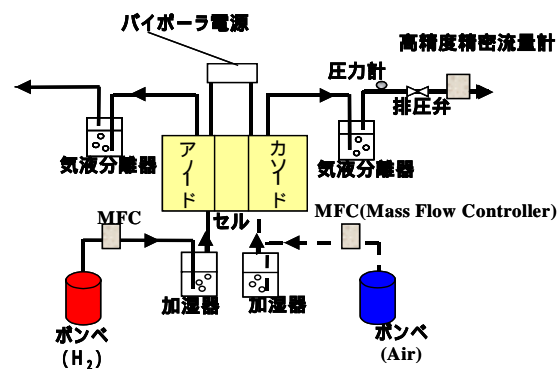 バイポーラ電源
高精度精密流量計
圧力計
排圧弁
気液分離器
アノード
カソード
気液分離器
セル
MFC
MFC(Mass Flow Controller)
加湿器
加湿器
ボンベ
(H₂)
ボンベ
(Air)